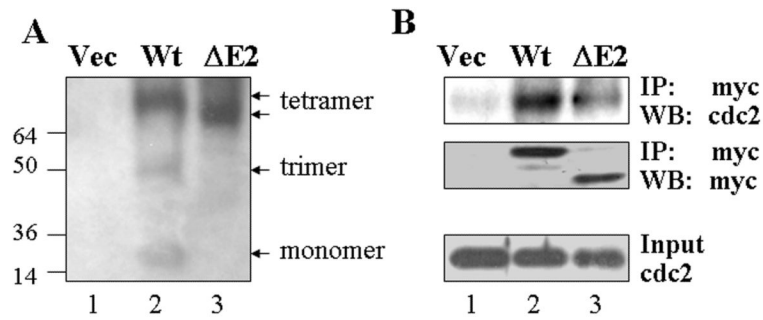 A
Vec Wt ΔE2
tetramer
64
50
trimer
36
monomer
14
1 2 3
B
Vec Wt ΔE2
IP: myc
WB: cdc2
IP: myc
WB: myc
Input
cdc2
1 2 3